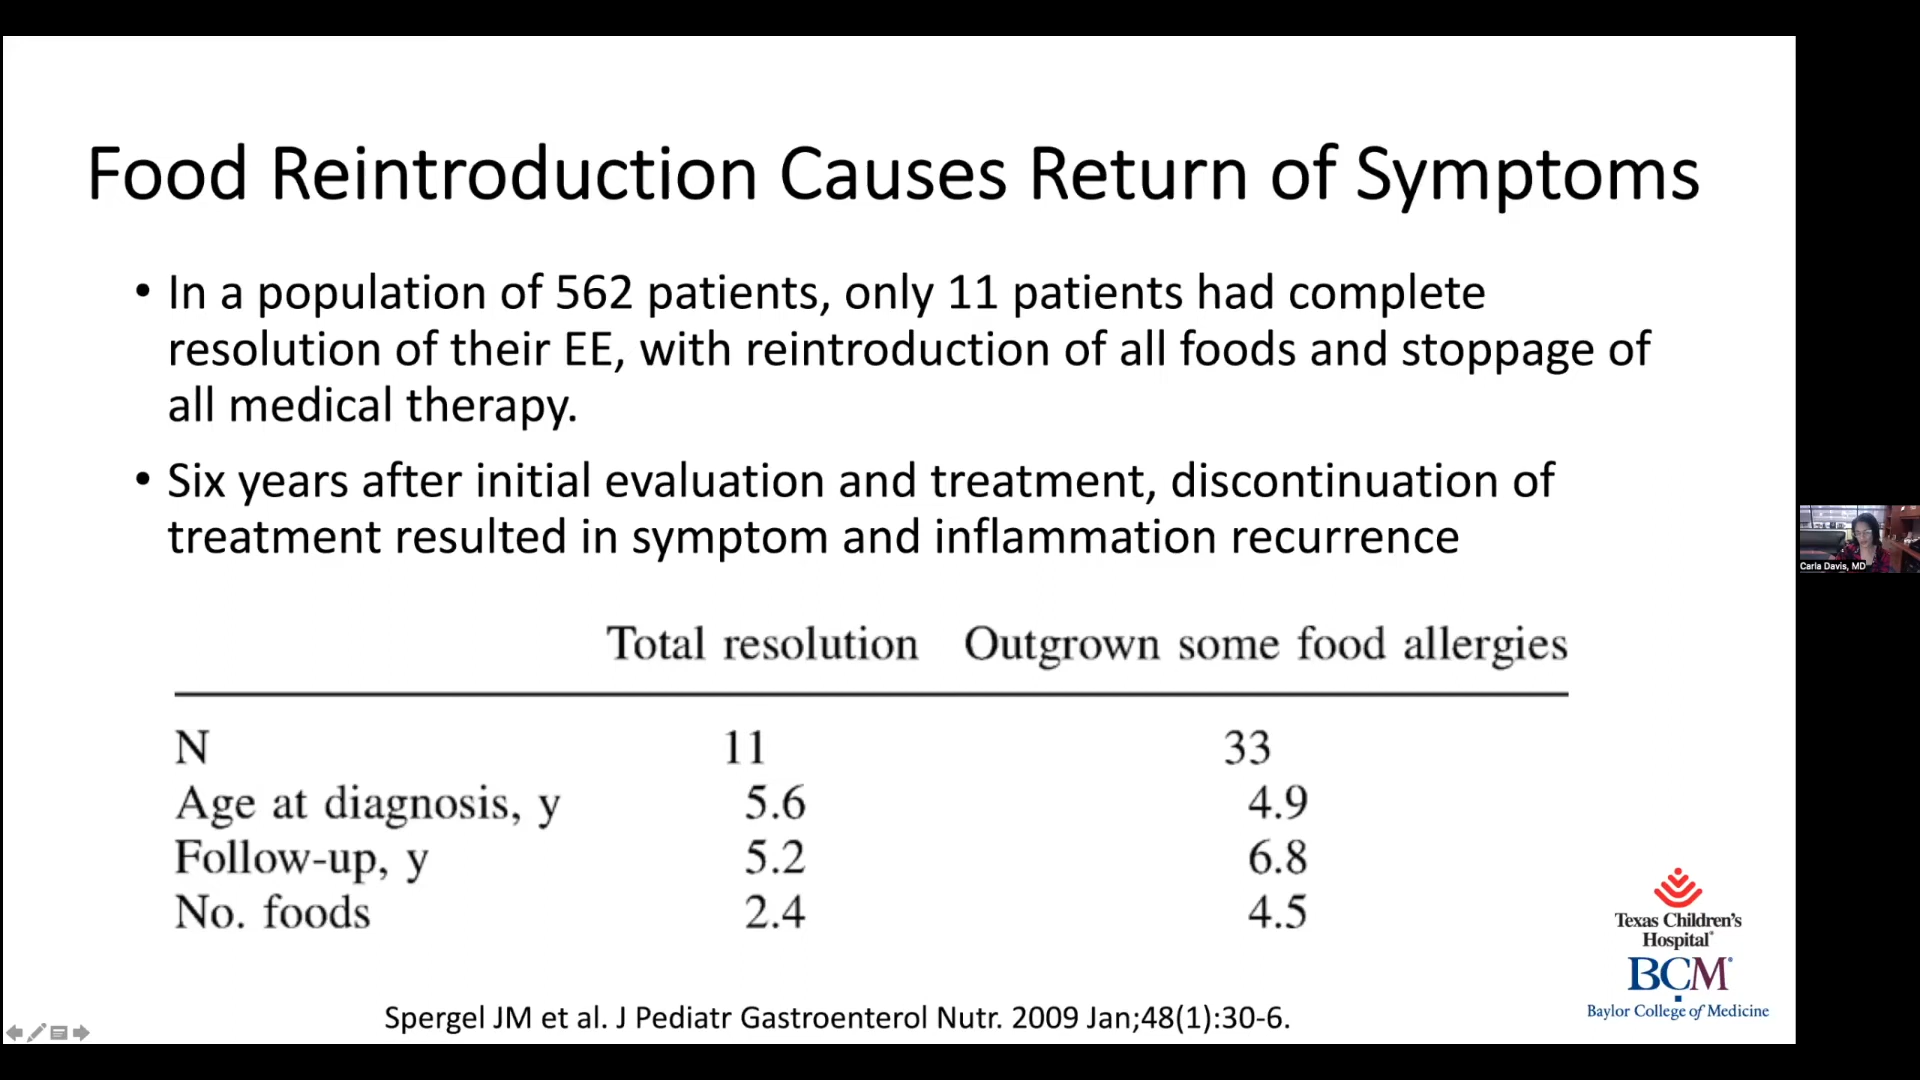 Food Reintroduction Causes Return of Symptoms
• In a population of 562 patients, only 11 patients had complete
resolution of their EE, with reintroduction of all foods and stoppage of
all medical therapy.
• Six years after initial evaluation and treatment, discontinuation of
treatment resulted in symptom and inflammation recurrence
Total resolution Outgrown some food allergies
N 11 33
Age at diagnosis, y 5.6 4.9
Follow-up, y 5.2 6.8
No. foods 2.4 4.5
Spergel JM et al. J Pediatr Gastroenterol Nutr. 2009 Jan;48(1):30-6.
Texas Children's
Hospital®
BCM®
Baylor College of Medicine
Carla Davis, MD